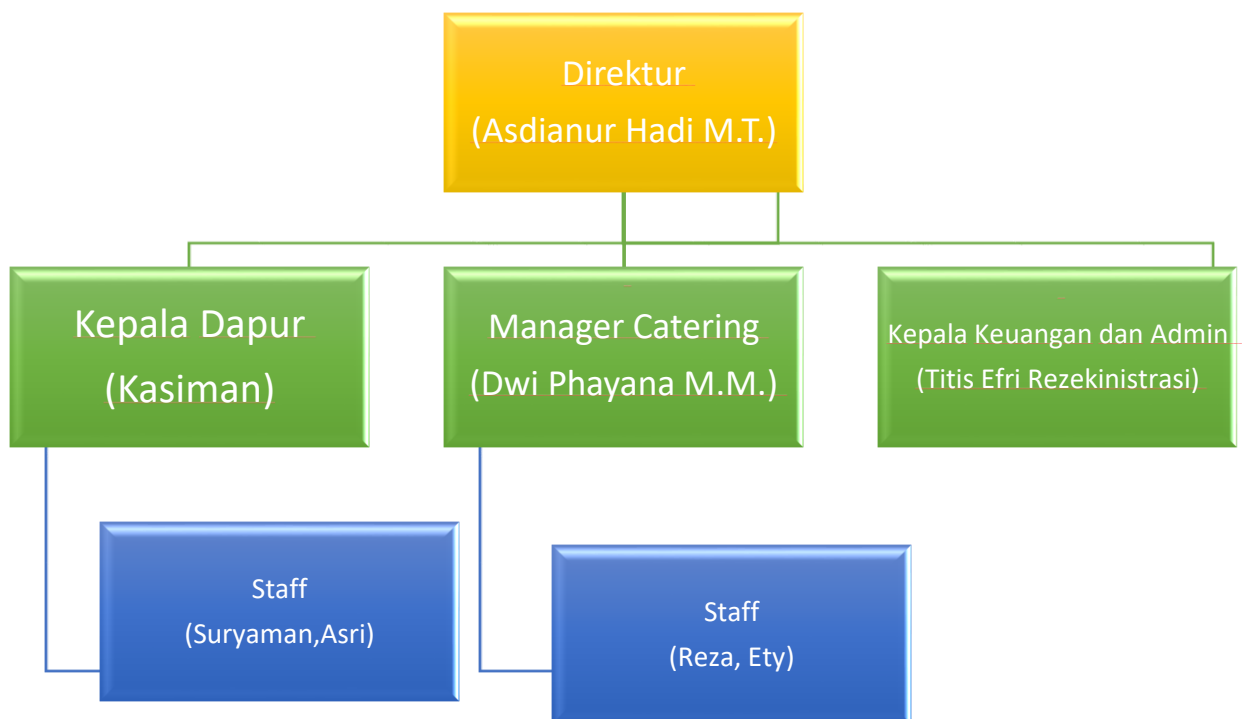 Direktur
(Asdianur Hadi M.T.)
Kepala Dapur
(Kasiman)
Manager Catering
(Dwi Phayana M.M.)
Kepala Keuangan dan Admin
(Titis Efri Rezekinistrasi)
Staff
(Suryaman,Asri)
Staff
(Reza, Ety)